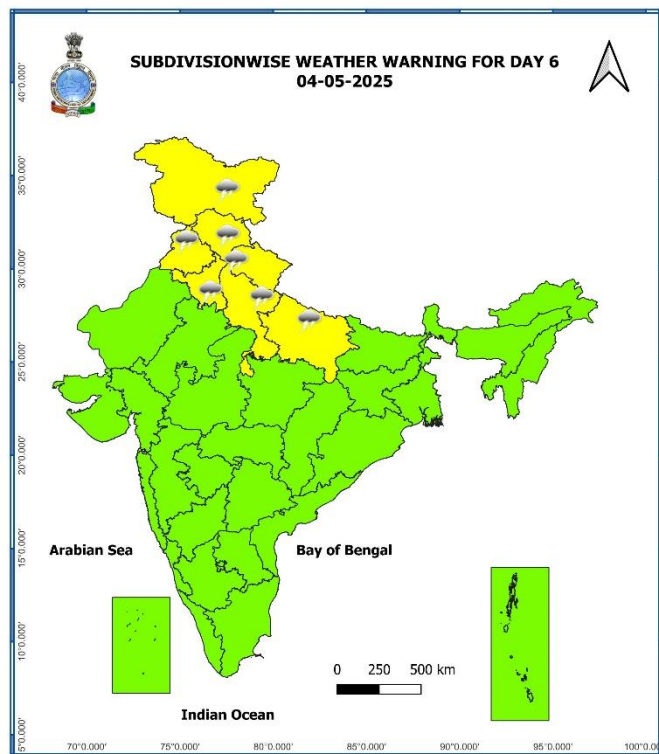 SUBDIVISIONWISE WEATHER WARNING FOR DAY 6
04-05-2025
40°0.000'
35°0.000'
30°0.000'
25°0.000'
20°0.000'
15°0.000'
10°0.000'
5°0.000'
Arabian Sea
Bay of Bengal
0 250 500 km
Indian Ocean
70°0.000' 75°0.000' 80°0.000' 85°0.000' 90°0.000' 95°0.000' 100°0.000'